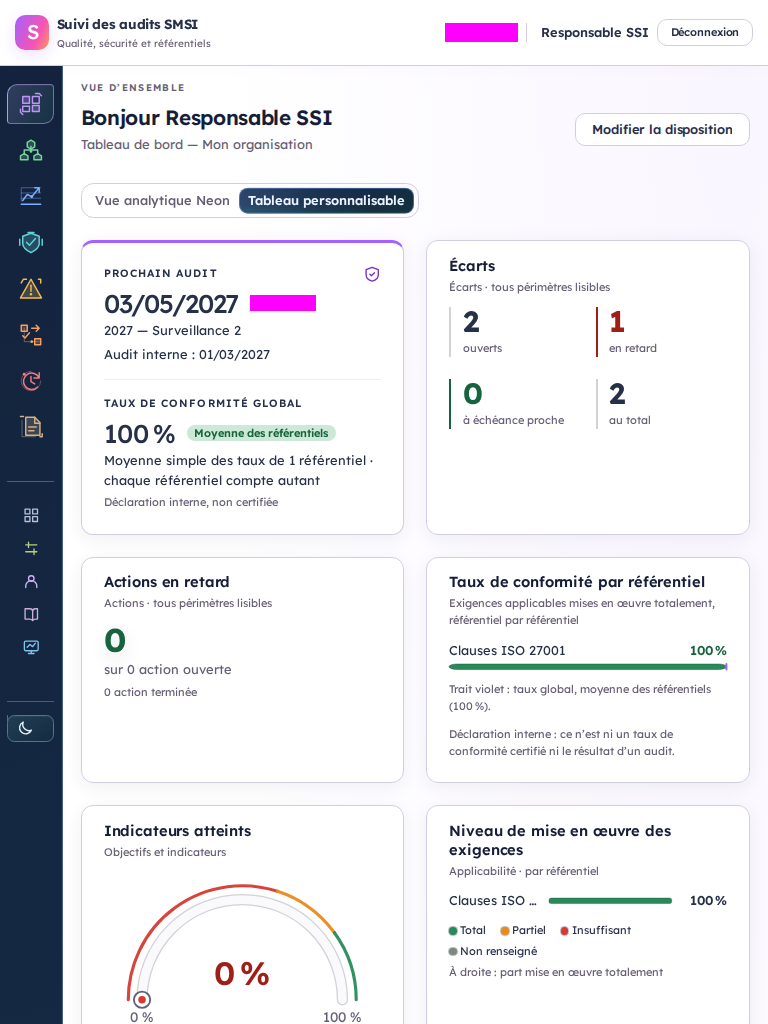 S
Suivi des audits SMSI
Qualité, sécurité et référentiels
Responsable SSI
Déconnexion
VUE D'ENSEMBLE
Bonjour Responsable SSI
Tableau de bord — Mon organisation
Modifier la disposition
Vue analytique Neon
Tableau personnalisable
PROCHAIN AUDIT
03/05/2027
2027 — Surveillance 2
Audit interne : 01/03/2027
TAUX DE CONFORMITÉ GLOBAL
100 %
Moyenne des référentiels
Moyenne simple des taux de 1 référentiel ·
chaque référentiel compte autant
Déclaration interne, non certifiée
Écarts
Écarts · tous périmètres lisibles
2
ouverts
1
en retard
0
à échéance proche
2
au total
Actions en retard
Actions · tous périmètres lisibles
0
sur 0 action ouverte
0 action terminée
Taux de conformité par référentiel
Exigences applicables mises en œuvre totalement,
référentiel par référentiel
Clauses ISO 27001
100 %
Trait violet : taux global, moyenne des référentiels
(100 %).
Déclaration interne : ce n'est ni un taux de
conformité certifié ni le résultat d'un audit.
Indicateurs atteints
Objectifs et indicateurs
0 %
0 %
100 %
Niveau de mise en œuvre des
exigences
Applicabilité · par référentiel
Clauses ISO ...
100 %
Total
Partiel
Insuffisant
Non renseigné
À droite : part mise en œuvre totalement